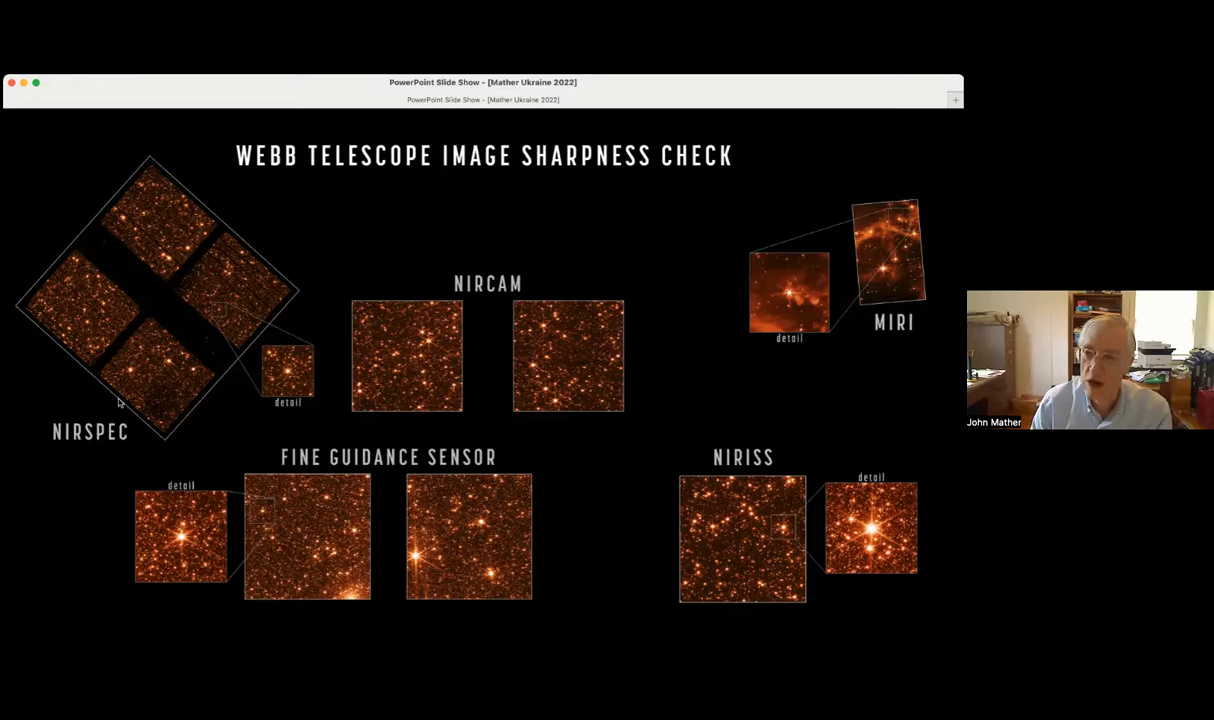 PowerPoint Slide Show - [Mather Ukraine 2022]
PowerPoint Slide Show - [Mather Ukraine 2022]
WEBB TELESCOPE IMAGE SHARPNESS CHECK
NIRCAM
MIRI
detail
detail
NIRSPEC
FINE GUIDANCE SENSOR
NIRISS
detail
detail
John Mather